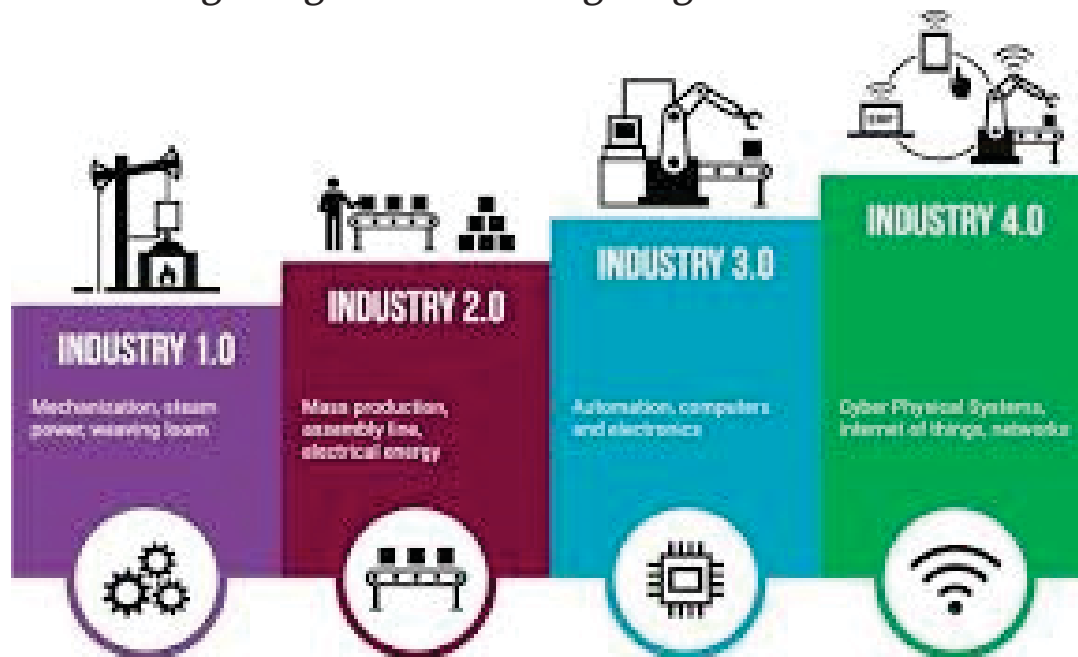 INDUSTRY 1.0
Mechanization, steam
power, weaving loom
INDUSTRY 2.0
Mass production,
assembly line,
electrical energy
INDUSTRY 3.0
Automation, computers
and electronics
INDUSTRY 4.0
Cyber Physical Systems,
internet of things, networks